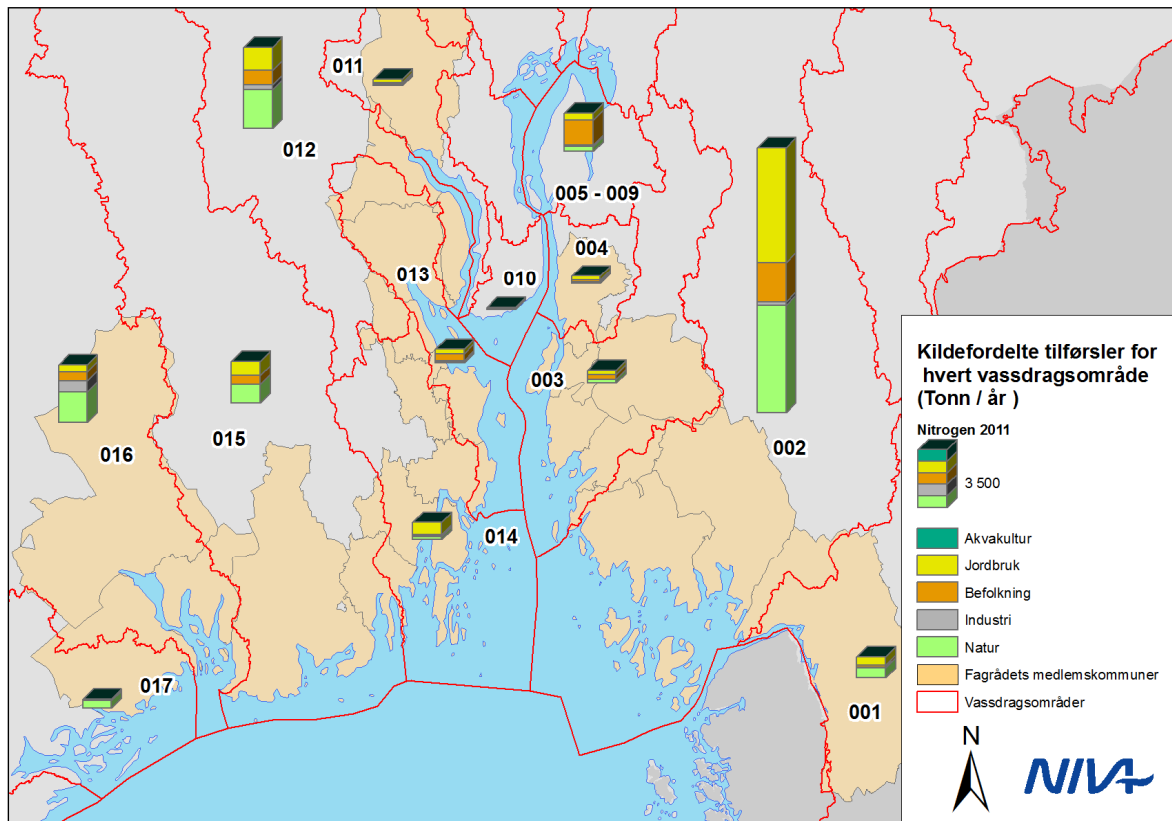 011
012
005 - 009
004
013
010
003
002
015
016
014
017
001
Kildefordelte tilførsler for
hvert vassdragsområde
(Tonn / år )
Nitrogen 2011
3 500
Akvakultur
Jordbruk
Befolkning
Industri
Natur
Fagrådets medlemskommuner
Vassdragsområder
N
NIVA